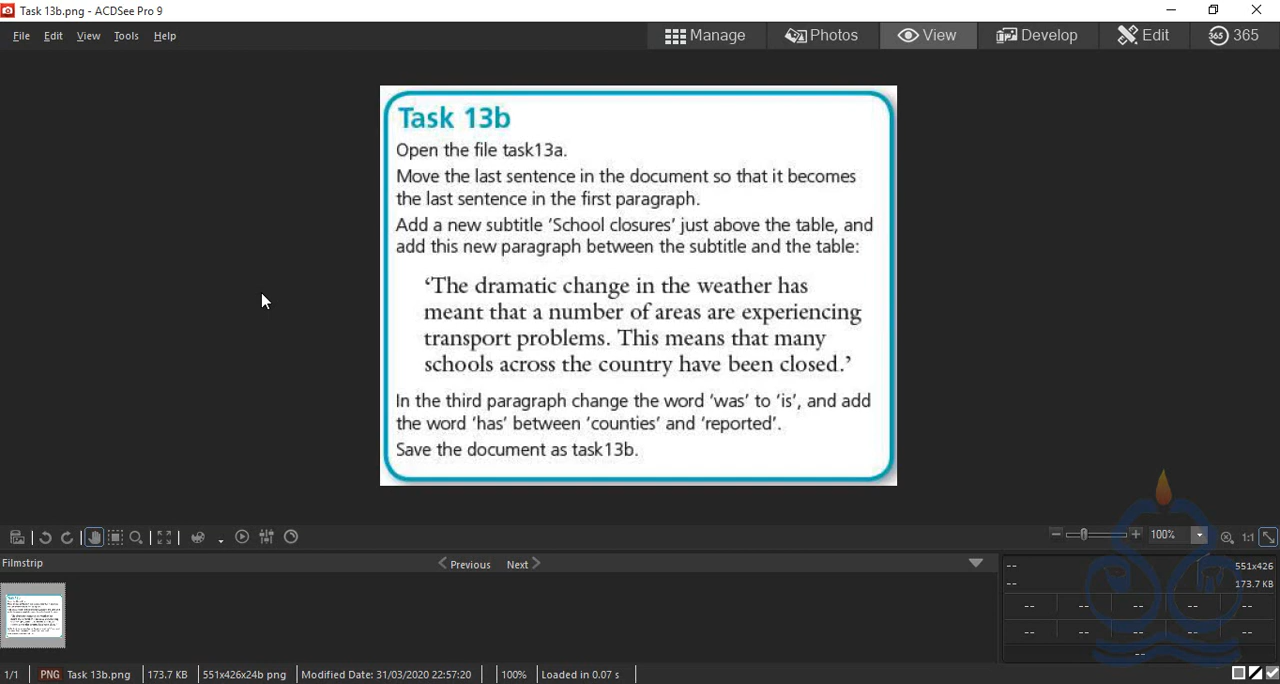 Task 13b.png - ACDSee Pro 9
File Edit View Tools Help
Manage Photos View Develop Edit 365 365
Task 13b
Open the file task13a.
Move the last sentence in the document so that it becomes
the last sentence in the first paragraph.
Add a new subtitle 'School closures' just above the table, and
add this new paragraph between the subtitle and the table:
'The dramatic change in the weather has
meant that a number of areas are experiencing
transport problems. This means that many
schools across the country have been closed.'
In the third paragraph change the word 'was' to 'is', and add
the word 'has' between 'counties' and 'reported'.
Save the document as task13b.
100% 1:1
Filmstrip Previous Next
-- 551x426
-- 173.7 KB
-- -- -- -- --
-- -- -- -- --
--
1/1 PNG Task 13b.png 173.7 KB 551x426x24b png Modified Date: 31/03/2020 22:57:20 100% Loaded in 0.07 s